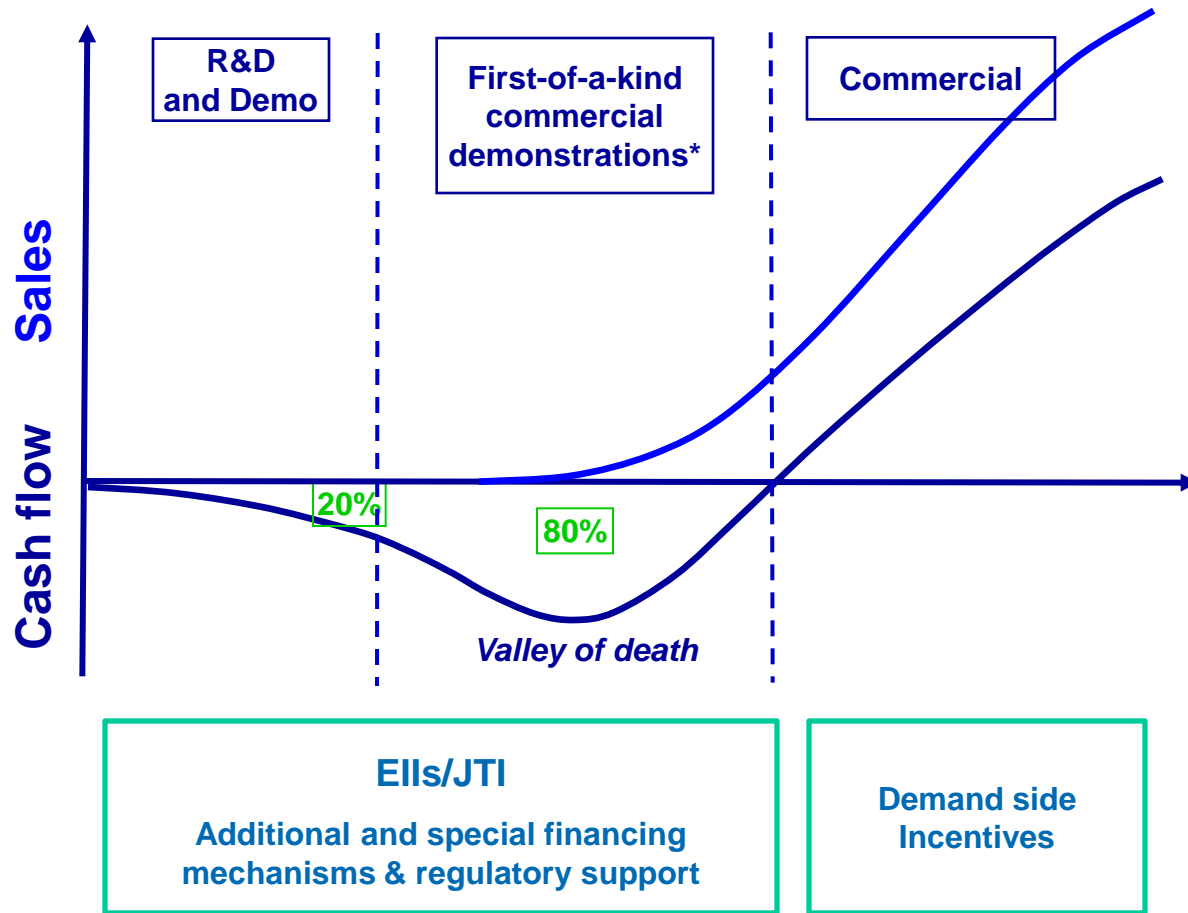 R&D
and Demo
First-of-a-kind
commercial
demonstrations*
Commercial
Sales
Cash flow
20%
80%
Valley of death
EIIs/JTI
Additional and special financing
mechanisms & regulatory support
Demand side
Incentives